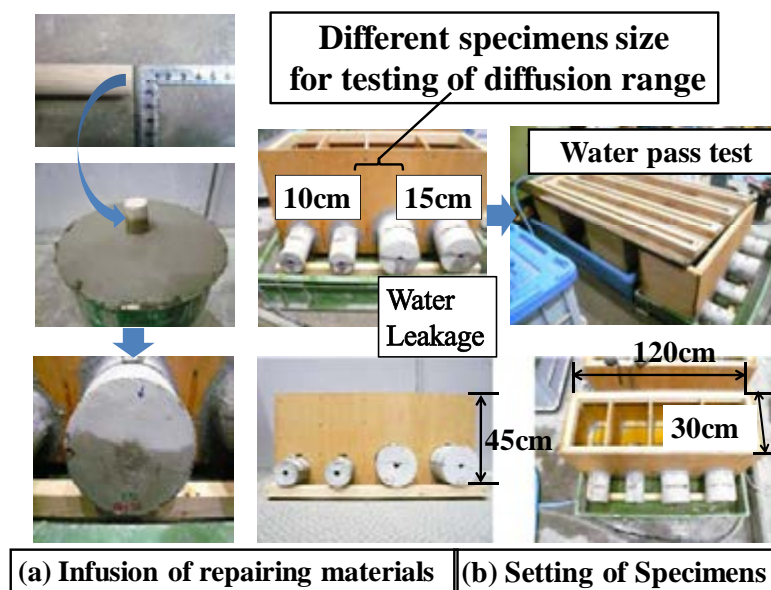 Different specimens size
for testing of diffusion range
Water pass test
10cm
15cm
Water
Leakage
120cm
45cm
30cm
(a) Infusion of repairing materials
(b) Setting of Specimens